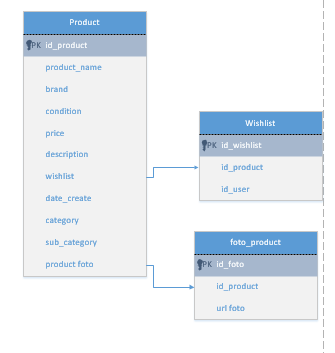 Product
PK id_product
product_name
brand
condition
price
description
wishlist
date_create
category
sub_category
product foto
Wishlist
PK id_wishlist
id_product
id_user
foto_product
PK id_foto
id_product
url foto